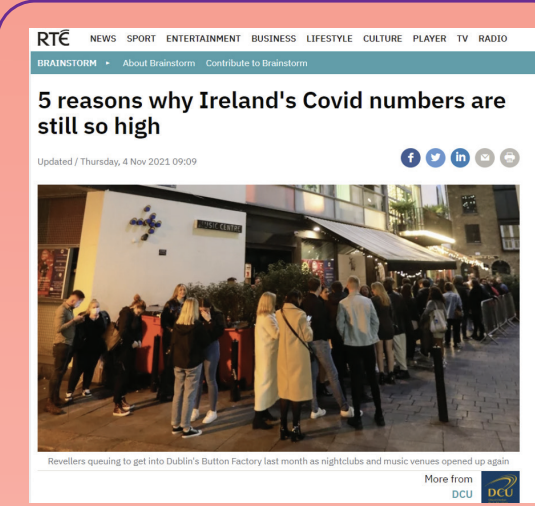 RTÉ NEWS SPORT ENTERTAINMENT BUSINESS LIFESTYLE CULTURE PLAYER TV RADIO
BRAINSTORM ▸ About Brainstorm Contribute to Brainstorm
5 reasons why Ireland's Covid numbers are
still so high
Updated / Thursday, 4 Nov 2021 09:09
MUSIC CENTRE
Revellers queuing to get into Dublin's Button Factory last month as nightclubs and music venues opened up again
More from
DCU
DCU